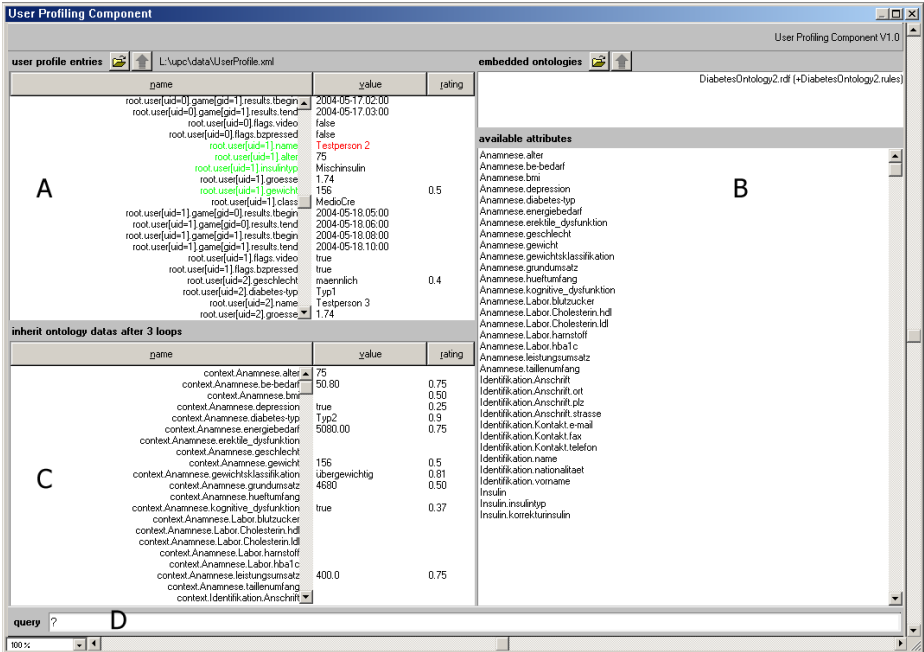 User Profiling Component
User Profiling Component V1.0
user profile entries L:\upc\data\UserProfile.xml
name value rating
root.user[uid=0].game[gid=1].results.tbegin 2004-05-17.02:00
root.user[uid=0].game[gid=1].results.tend 2004-05-17.03:00
root.user[uid=0].flags.video false
root.user[uid=0].flags.bzpressed false
root.user[uid=1].name Testperson 2
root.user[uid=1].alter 75
root.user[uid=1].insulintyp Mischinsulin
root.user[uid=1].groesse 1.74
root.user[uid=1].gewicht 156 0.5
root.user[uid=1].class MedioCre
root.user[uid=1].game[gid=0].results.tbegin 2004-05-18.05:00
root.user[uid=1].game[gid=0].results.tend 2004-05-18.06:00
root.user[uid=1].game[gid=1].results.tbegin 2004-05-18.08:00
root.user[uid=1].game[gid=1].results.tend 2004-05-18.10:00
root.user[uid=1].flags.video true
root.user[uid=1].flags.bzpressed true
root.user[uid=2].geschlecht maennlich 0.4
root.user[uid=2].diabetes-typ Typ1
root.user[uid=2].name Testperson 3
root.user[uid=2].groesse 1.74
A
inherit ontology datas after 3 loops
name value rating
context.Anamnese.alter 75
context.Anamnese.be-bedarf 50.80 0.75
context.Anamnese.bmi 0.50
context.Anamnese.depression true 0.25
context.Anamnese.diabetes-typ Typ2 0.9
context.Anamnese.energiebedarf 5080.00 0.75
context.Anamnese.erektile_dysfunktion
context.Anamnese.geschlecht
context.Anamnese.gewicht 156 0.5
context.Anamnese.gewichtsklassifikation übergewichtig 0.81
context.Anamnese.grundumsatz 4680 0.50
context.Anamnese.hueftumfang
context.Anamnese.kognitive_dysfunktion true 0.37
context.Anamnese.Labor.blutzucker
context.Anamnese.Labor.Cholesterin.hdl
context.Anamnese.Labor.Cholesterin.ldl
context.Anamnese.Labor.harnstoff
context.Anamnese.Labor.hba1c
context.Anamnese.leistungsumsatz 400.0 0.75
context.Anamnese.taillenumfang
context.Identifikation.Anschrift
C
embedded ontologies
DiabetesOntology2.rdf (+DiabetesOntology2.rules)
available attributes
Anamnese.alter
Anamnese.be-bedarf
Anamnese.bmi
Anamnese.depression
Anamnese.diabetes-typ
Anamnese.energiebedarf
Anamnese.erektile_dysfunktion
Anamnese.geschlecht
Anamnese.gewicht
Anamnese.gewichtsklassifikation
Anamnese.grundumsatz
Anamnese.hueftumfang
Anamnese.kognitive_dysfunktion
Anamnese.Labor.blutzucker
Anamnese.Labor.Cholesterin.hdl
Anamnese.Labor.Cholesterin.ldl
Anamnese.Labor.harnstoff
Anamnese.Labor.hba1c
Anamnese.leistungsumsatz
Anamnese.taillenumfang
Identifikation.Anschrift
Identifikation.Anschrift.ort
Identifikation.Anschrift.plz
Identifikation.Anschrift.strasse
Identifikation.Kontakt.e-mail
Identifikation.Kontakt.fax
Identifikation.Kontakt.telefon
Identifikation.name
Identifikation.nationalitaet
Identifikation.vorname
Insulin
Insulin.insulintyp
Insulin.korrekturinsulin
B
query ? D
100 %